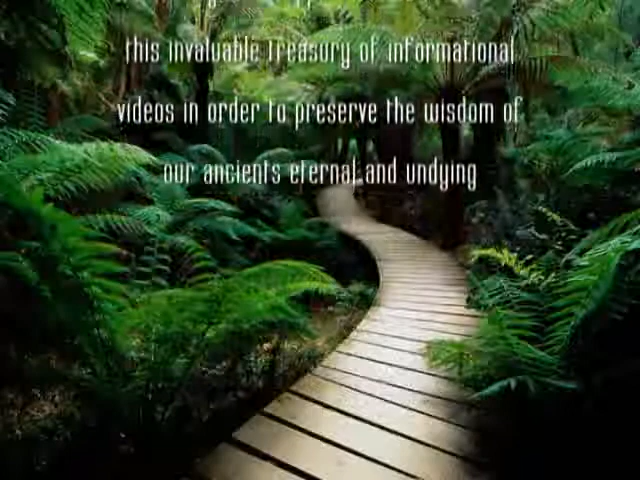 this invaluable treasury of informational
videos in order to preserve the wisdom of
our ancients eternal and undying